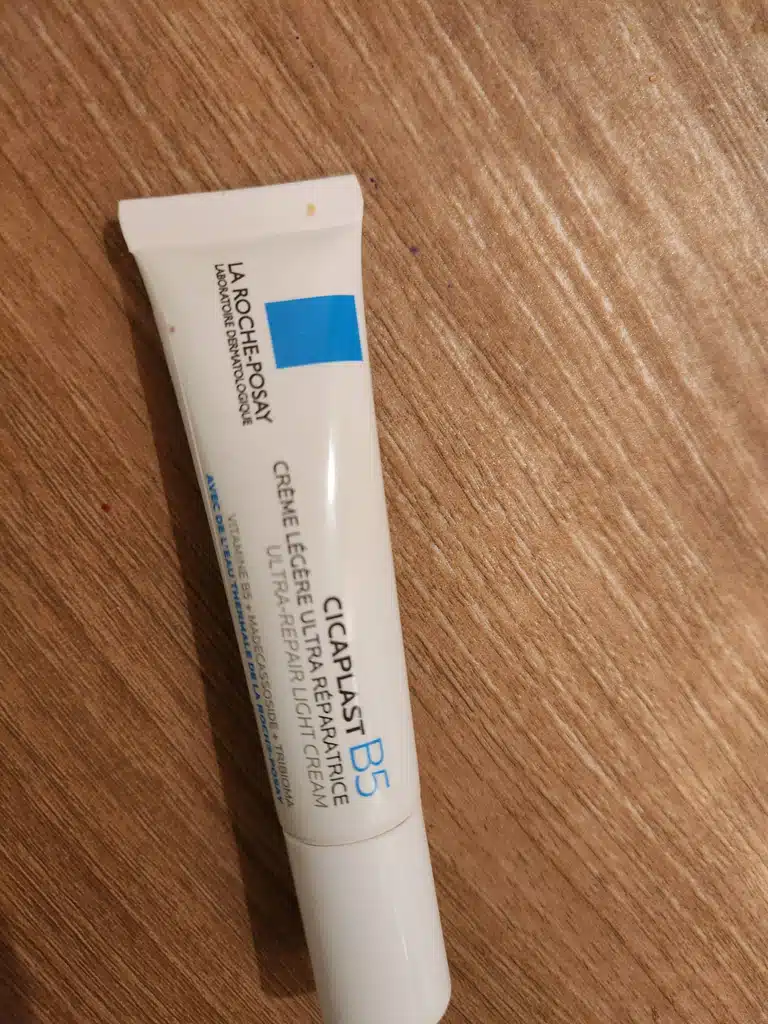 LA ROCHE-POSAY
LABORATOIRE DERMATOLOGIQUE
CICAPLAST B5
CRÈME LÉGÈRE ULTRA RÉPARATRICE
ULTRA-REPAIR LIGHT CREAM
VITAMINE B5 + MADECASSOSIDE + TRIBIOMA
AVEC DE L'EAU THERMALE DE LA ROCHE-POSAY